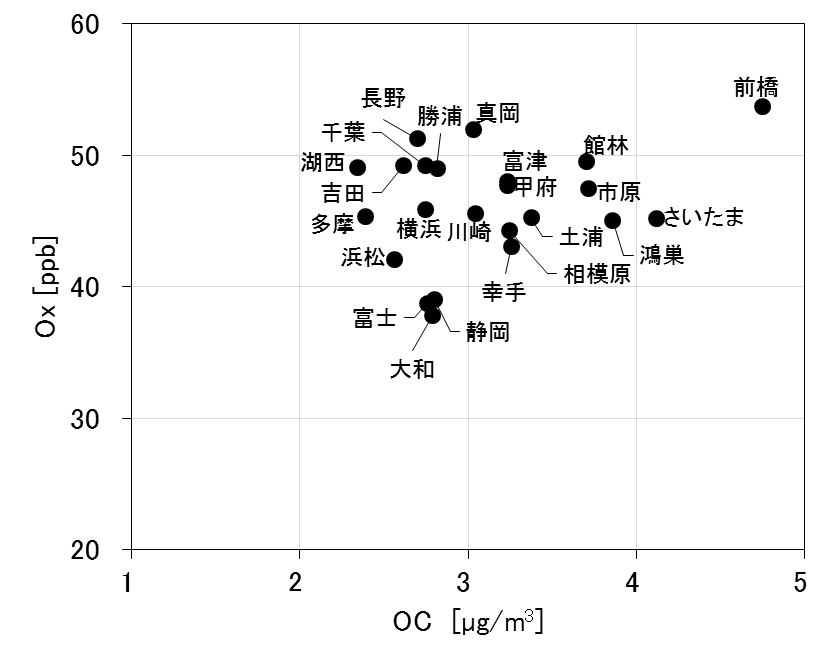 60
前橋
長野
勝浦
真岡
千葉
館林
50
湖西
富津
吉田
甲府
市原
多摩
横浜
川崎
土浦
さいたま
浜松
鴻巣
相模原
40
幸手
富士
静岡
大和
30
20
1
2
3
4
5
Ox [ppb]
OC [μg/m³]